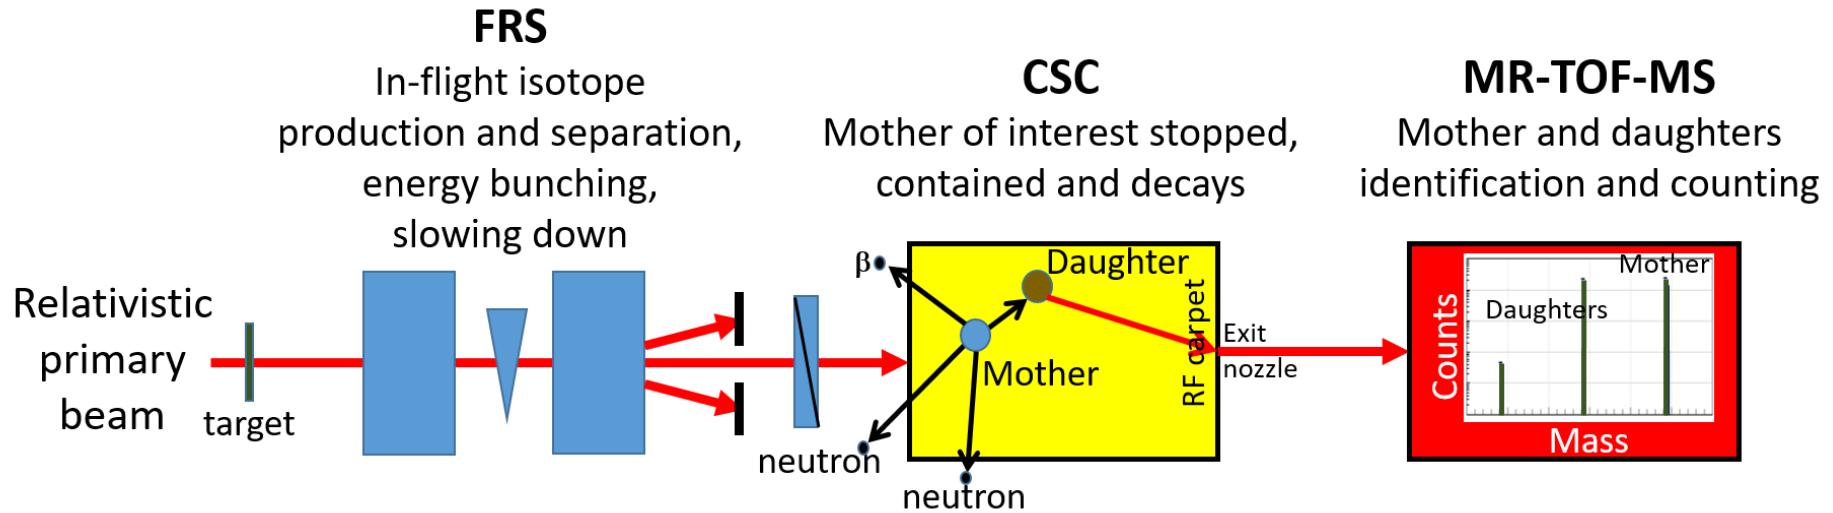 FRS
In-flight isotope
production and separation,
energy bunching,
slowing down
CSC
Mother of interest stopped,
contained and decays
MR-TOF-MS
Mother and daughters
identification and counting
Relativistic
primary
beam
target
β
neutron
neutron
Daughter
Mother
RF carpet
Exit
nozzle
Counts
Mother
Daughters
Mass